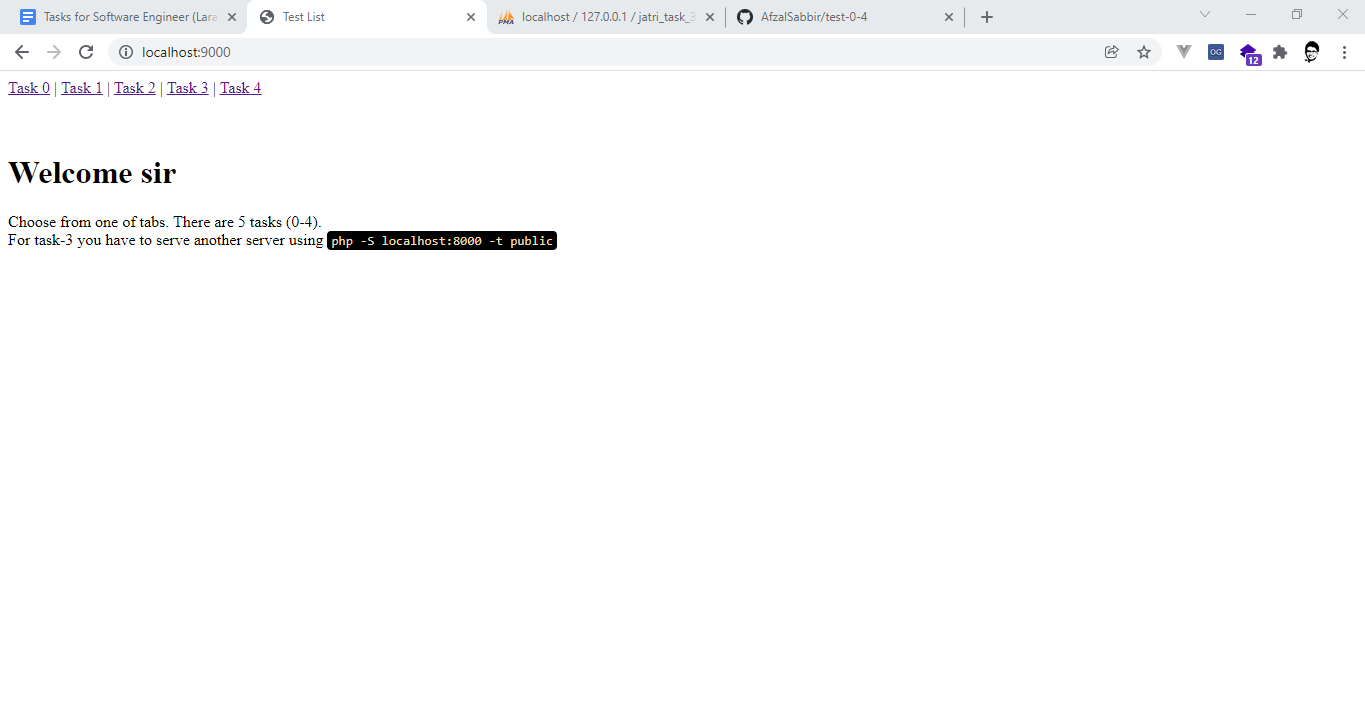 Tasks for Software Engineer (Lara
Test List
localhost / 127.0.0.1 / jatri_task_3
AfzalSabbir/test-0-4
localhost:9000
OG
12
Task 0 | Task 1 | Task 2 | Task 3 | Task 4
Welcome sir
Choose from one of tabs. There are 5 tasks (0-4).
For task-3 you have to serve another server using php -S localhost:8000 -t public